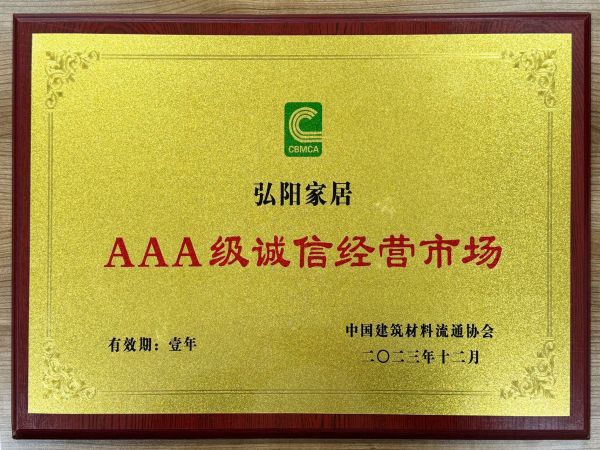 CBMCA
弘阳家居
AAA级诚信经营市场
中国建筑材料流通协会
有效期：壹年
二〇二三年十二月